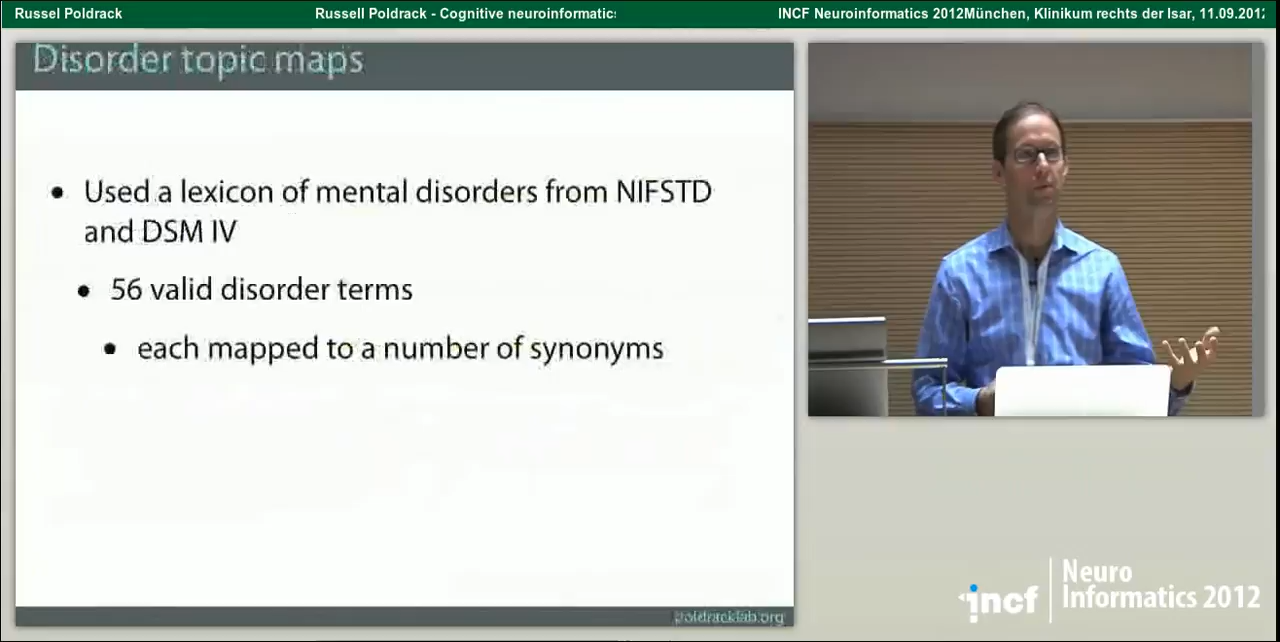 Russel Poldrack
Russell Poldrack - Cognitive neuroinformatics
INCF Neuroinformatics 2012München, Klinikum rechts der Isar, 11.09.2012
Disorder topic maps
• Used a lexicon of mental disorders from NIFSTD
and DSM IV
• 56 valid disorder terms
• each mapped to a number of synonyms
poldracklab.org
incf
Neuro
Informatics 2012